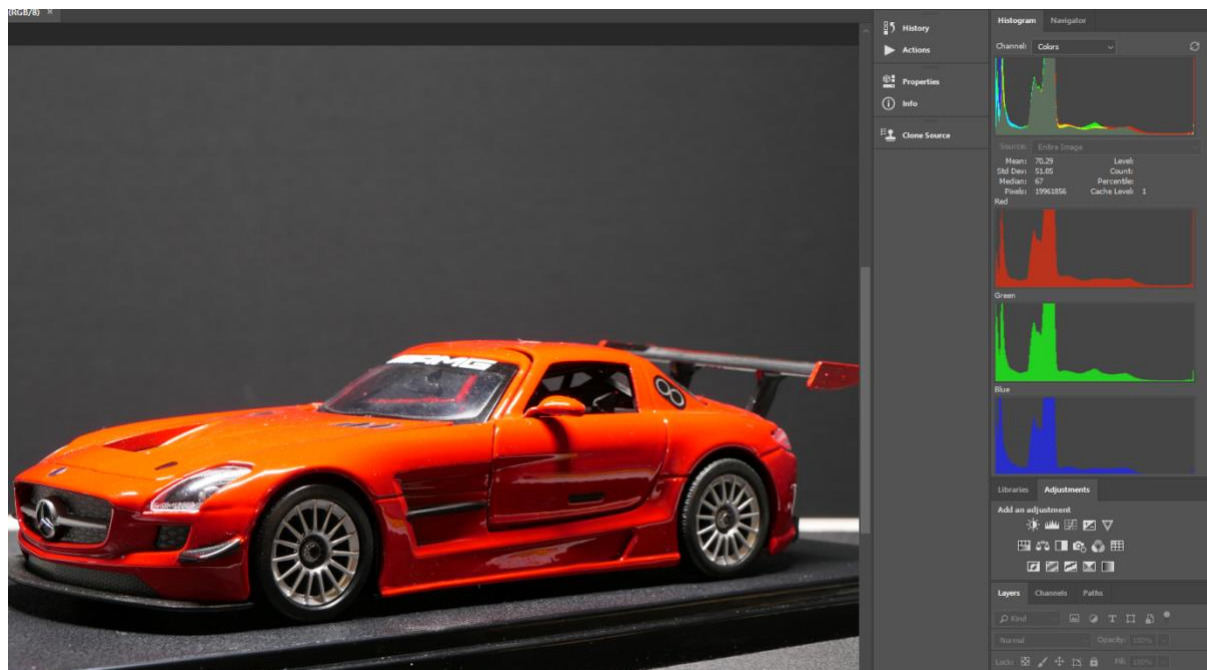 (RGB/8) ×
AMG
History
Actions
Properties
Info
Clone Source
Histogram Navigator
Channel: Colors
Source: Entire Image
Mean: 70.29 Level:
Std Dev: 51.85 Count:
Median: 67 Percentile:
Pixels: 19961856 Cache Level: 1
Red
Green
Blue
Libraries Adjustments
Add an adjustment
Layers Channels Paths
Kind
Normal Opacity: 100%
Lock: Fill: 100%